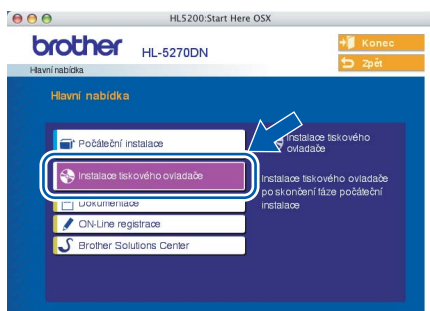 HL5200:Start Here OSX
brother
HL-5270DN
Konec
Zpět
Hlavní nabídka
Hlavní nabídka
Počáteční instalace
Instalace tiskového ovladače
Dokumentace
ON-Line registrace
Brother Solutions Center
Instalace tiskového
ovladače
Instalace tiskového ovladače
po skončení fáze počáteční
instalace